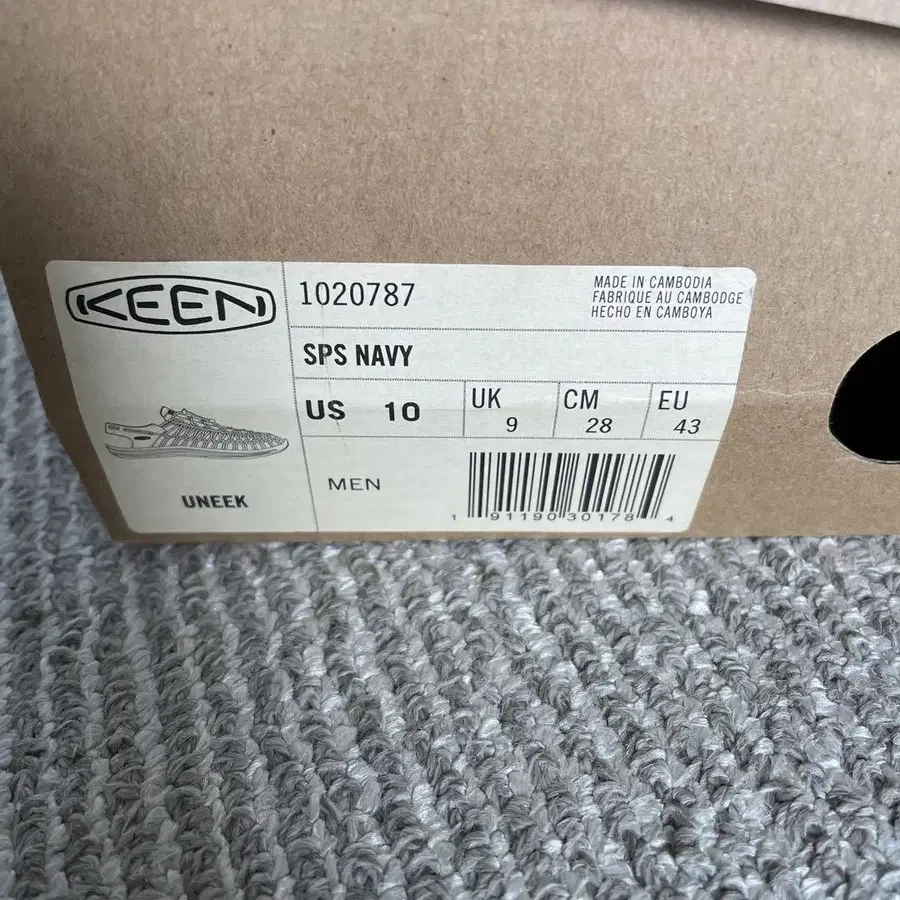 KEEN
1020787
MADE IN CAMBODIA
FABRIQUE AU CAMBODGE
HECHO EN CAMBOYA
SPS NAVY
US 10
UK 9
CM 28
EU 43
UNEEK
MEN
1 91190 30178 4